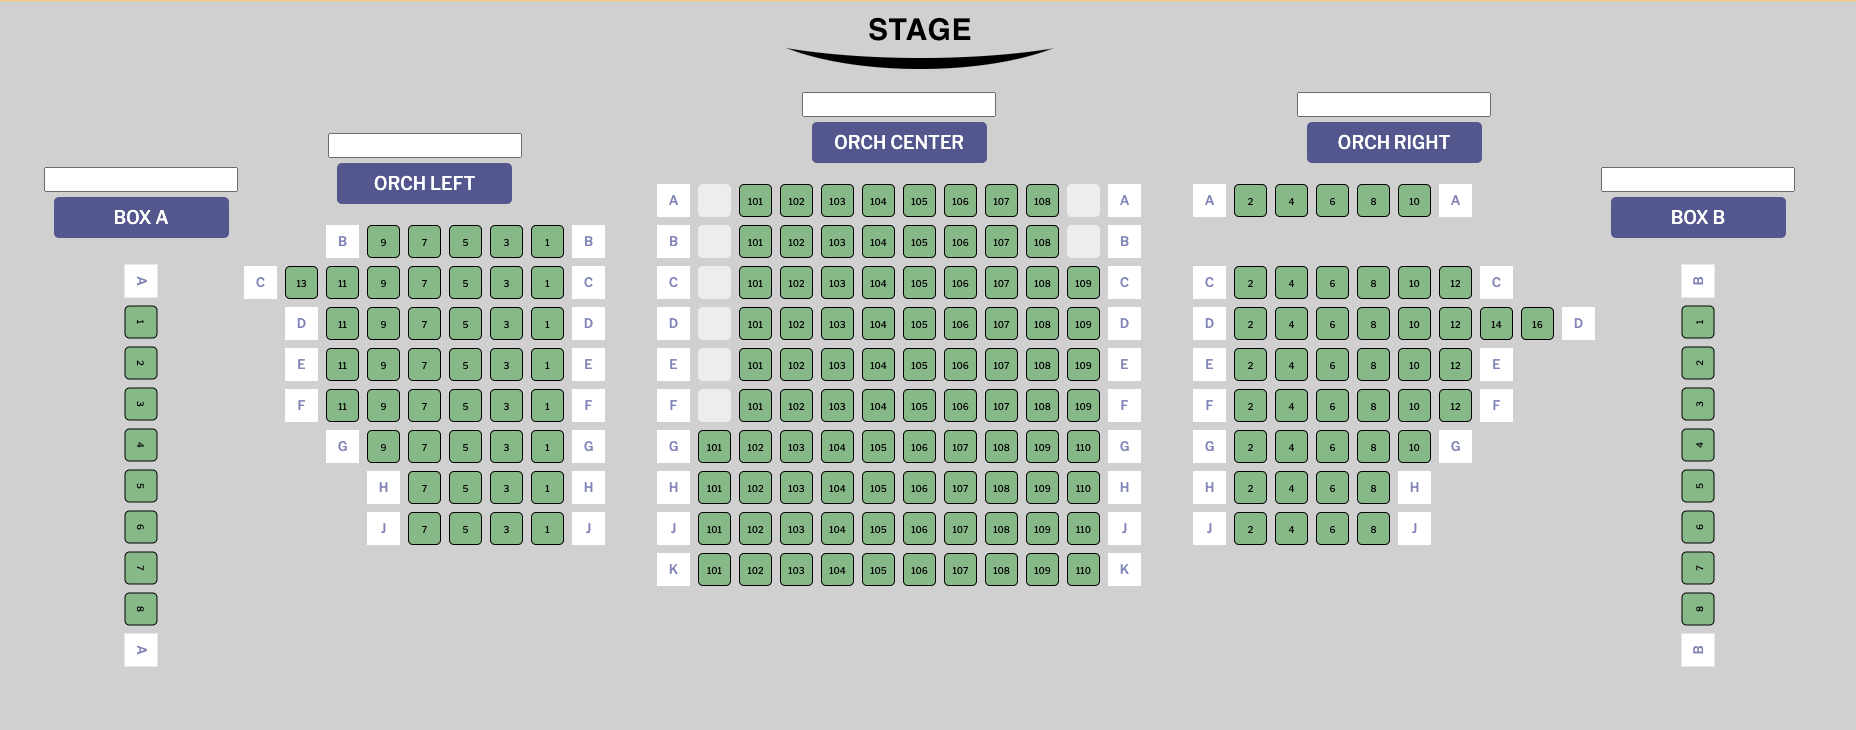 STAGE
ORCH CENTER
ORCH RIGHT
ORCH LEFT
BOX A
BOX B
A 101 102 103 104 105 106 107 108 A A 2 4 6 8 10 A
B 9 7 5 3 1 B B 101 102 103 104 105 106 107 108 B
A C 13 11 9 7 5 3 1 C C 101 102 103 104 105 106 107 108 109 C C 2 4 6 8 10 12 C B
1 D 11 9 7 5 3 1 D D 101 102 103 104 105 106 107 108 109 D D 2 4 6 8 10 12 14 16 D 1
2 E 11 9 7 5 3 1 E E 101 102 103 104 105 106 107 108 109 E E 2 4 6 8 10 12 E 2
3 F 11 9 7 5 3 1 F F 101 102 103 104 105 106 107 108 109 F F 2 4 6 8 10 12 F 3
4 G 9 7 5 3 1 G G 101 102 103 104 105 106 107 108 109 110 G G 2 4 6 8 10 G 4
5 H 7 5 3 1 H H 101 102 103 104 105 106 107 108 109 110 H H 2 4 6 8 H 5
6 J 7 5 3 1 J J 101 102 103 104 105 106 107 108 109 110 J J 2 4 6 8 J 6
7 K 101 102 103 104 105 106 107 108 109 110 K 7
8 8
A B